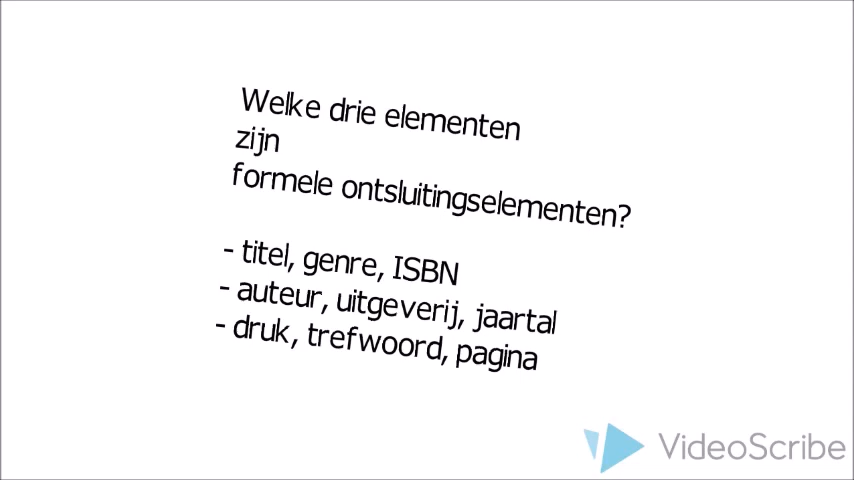 Welke drie elementen
zijn
formele ontsluitingselementen?
- titel, genre, ISBN
- auteur, uitgeverij, jaartal
- druk, trefwoord, pagina
VideoScribe